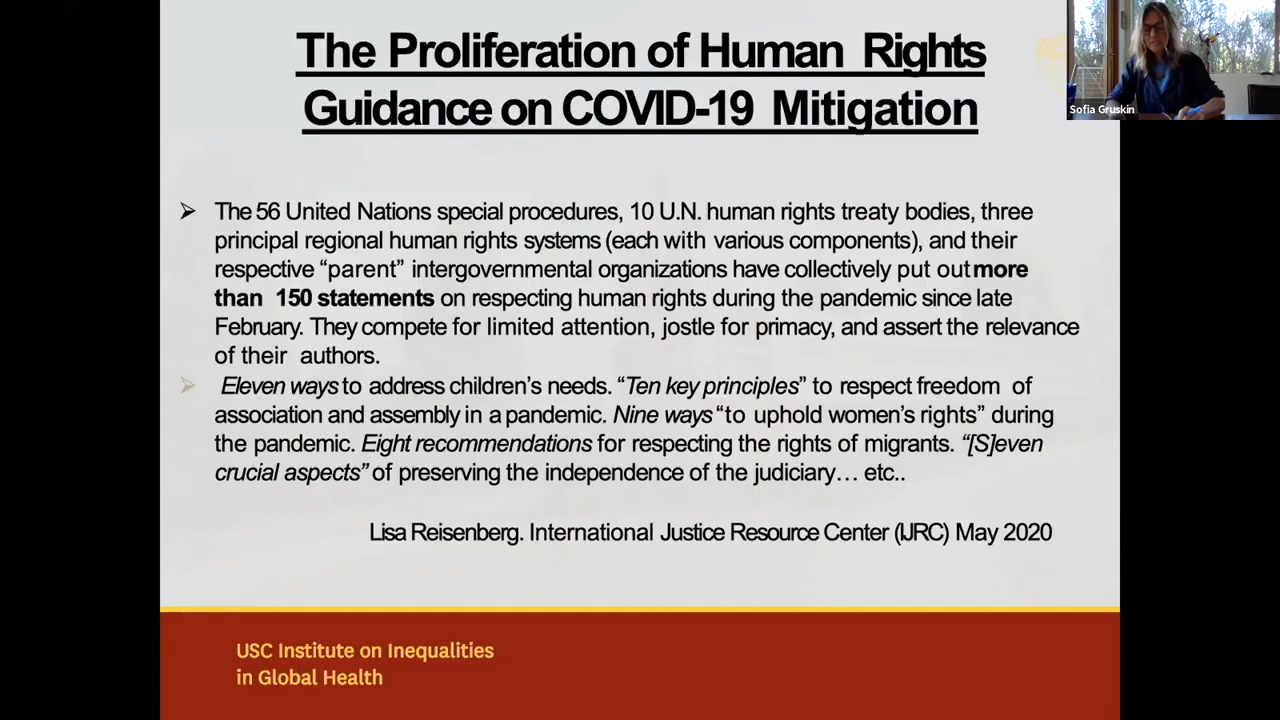 The Proliferation of Human Rights
Guidance on COVID-19 Mitigation
Sofia Gruskin
➢ The 56 United Nations special procedures, 10 U.N. human rights treaty bodies, three
principal regional human rights systems (each with various components), and their
respective “parent” intergovernmental organizations have collectively put out more
than 150 statements on respecting human rights during the pandemic since late
February. They compete for limited attention, jostle for primacy, and assert the relevance
of their authors.
➢ Eleven ways to address children’s needs. “Ten key principles” to respect freedom of
association and assembly in a pandemic. Nine ways “to uphold women’s rights” during
the pandemic. Eight recommendations for respecting the rights of migrants. “[S]even
crucial aspects” of preserving the independence of the judiciary… etc..
Lisa Reisenberg. International Justice Resource Center (IJRC) May 2020
USC Institute on Inequalities
in Global Health